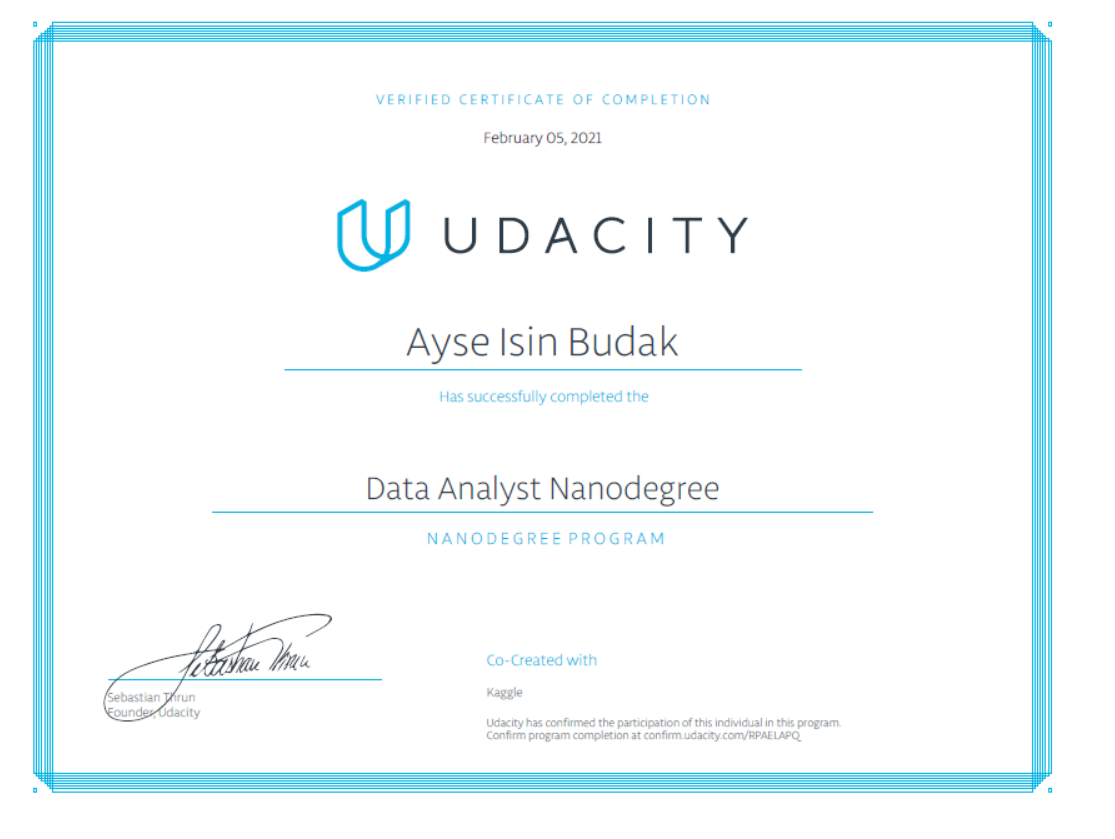 VERIFIED CERTIFICATE OF COMPLETION
February 05, 2021
UDACITY
Ayse Isin Budak
Has successfully completed the
Data Analyst Nanodegree
NANODEGREE PROGRAM
Sebastian Thrun
Sebastian Thrun
Founder, Udacity
Co-Created with
Kaggle
Udacity has confirmed the participation of this individual in this program.
Confirm program completion at confirm.udacity.com/RPAELAPQ